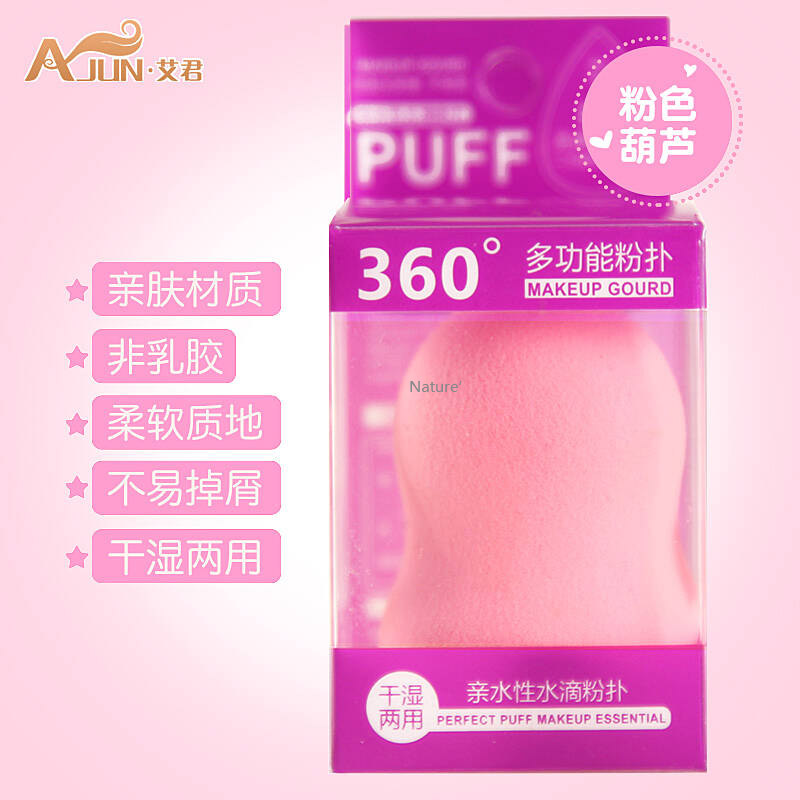 AJUN·艾君
PUFF
粉色
葫芦
360°
多功能粉扑
MAKEUP GOURD
亲肤材质
非乳胶
柔软质地
不易掉屑
干湿两用
Nature'
干湿
两用
亲水性水滴粉扑
PERFECT PUFF MAKEUP ESSENTIAL